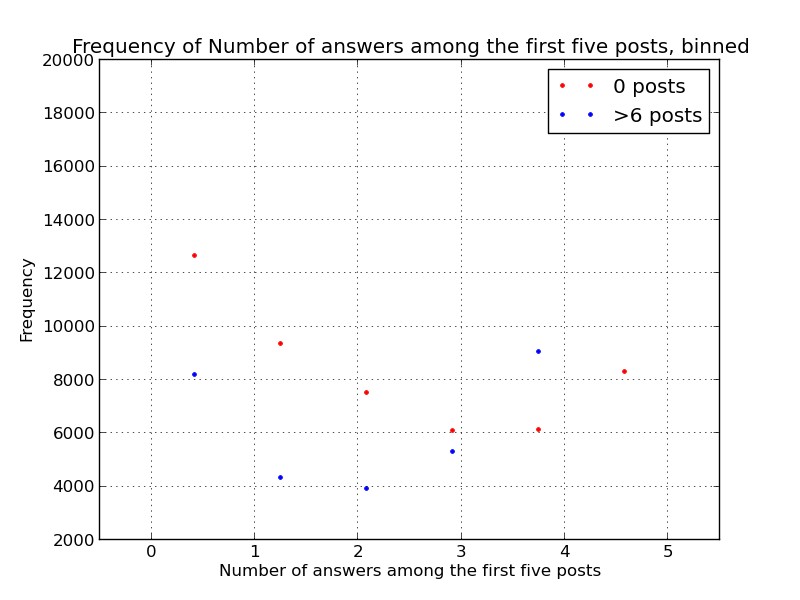 Frequency of Number of answers among the first five posts, binned
20000
18000
16000
14000
12000
10000
8000
6000
4000
2000
Frequency
0 posts
>6 posts
0 1 2 3 4 5
Number of answers among the first five posts